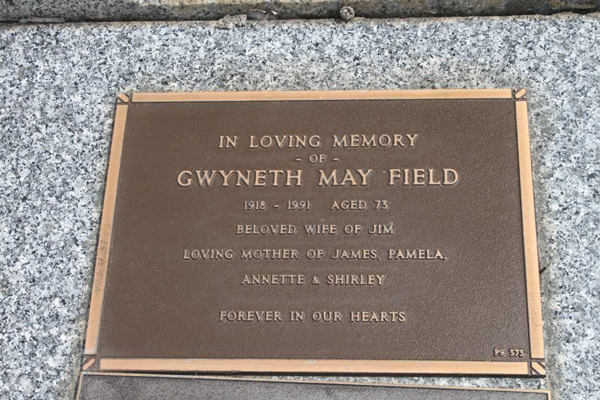 IN LOVING MEMORY
- OF -
GWYNETH MAY FIELD
1918 - 1991 AGED 73
BELOVED WIFE OF JIM
LOVING MOTHER OF JAMES, PAMELA,
ANNETTE & SHIRLEY
FOREVER IN OUR HEARTS
P9 373